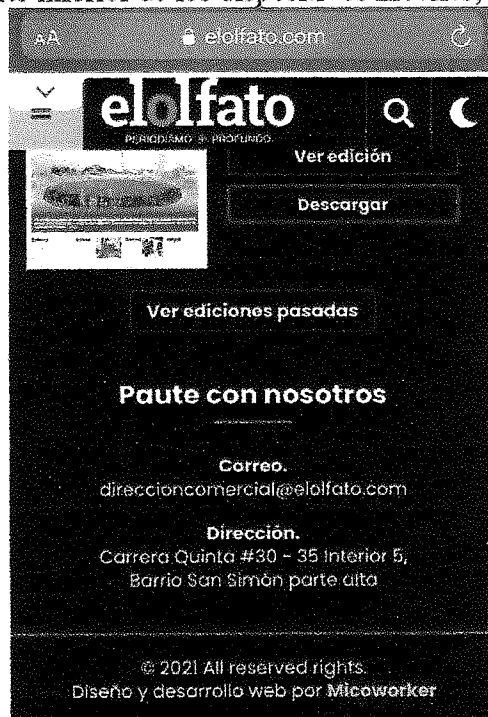 de los
AA elolfato.com
elolfato
PERIODISMO PROFUNDO
Ver edición
Descargar
Ver ediciones pasadas
Paute con nosotros
Correo.
direccioncomercial@elolfato.com
Dirección.
Carrera Quinta #30 - 35 Interior 5,
Barrio San Simón parte alta
© 2021 All reserved rights.
Diseño y desarrollo web por Micoworker